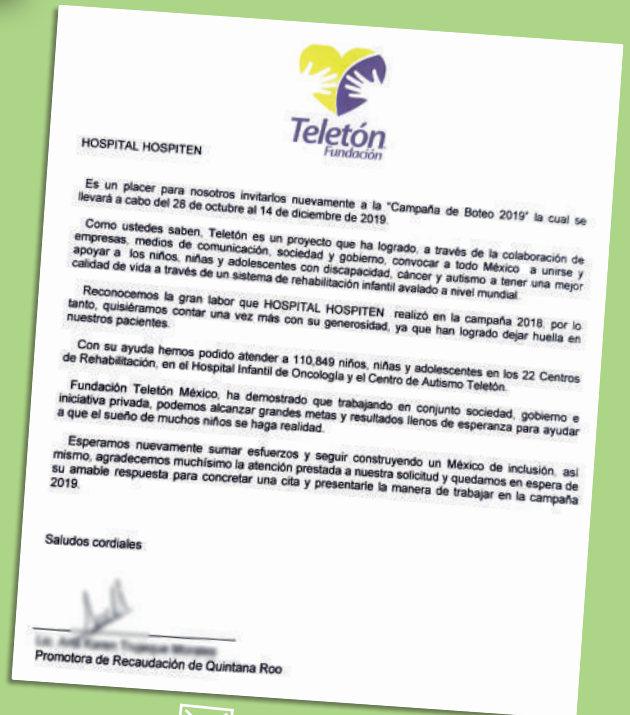 Teletón
Fundación
HOSPITAL HOSPITEN
Es un placer para nosotros invitarlos nuevamente a la "Campaña de Boteo 2019" la cual se
llevará a cabo del 28 de octubre al 14 de diciembre de 2019.
Como ustedes saben, Teletón es un proyecto que ha logrado, a través de la colaboración de
empresas, medios de comunicación, sociedad y gobierno, convocar a todo México a unirse y
apoyar a los niños, niñas y adolescentes con discapacidad, cáncer y autismo a tener una mejor
calidad de vida a través de un sistema de rehabilitación infantil avalado a nivel mundial.
Reconocemos la gran labor que HOSPITAL HOSPITEN realizó en la campaña 2018, por lo
tanto, quisiéramos contar una vez más con su generosidad, ya que han logrado dejar huella en
nuestros pacientes.
Con su ayuda hemos podido atender a 110,849 niños, niñas y adolescentes en los 22 Centros
de Rehabilitación, en el Hospital Infantil de Oncología y el Centro de Autismo Teletón.
Fundación Teletón México, ha demostrado que trabajando en conjunto sociedad, gobierno e
iniciativa privada, podemos alcanzar grandes metas y resultados llenos de esperanza para ayudar
a que el sueño de muchos niños se haga realidad.
Esperamos nuevamente sumar esfuerzos y seguir construyendo un México de inclusión, así
mismo, agradecemos muchísimo la atención prestada a nuestra solicitud y quedamos en espera de
su amable respuesta para concretar una cita y presentarle la manera de trabajar en la campaña
2019.
Saludos cordiales
Promotora de Recaudación de Quintana Roo